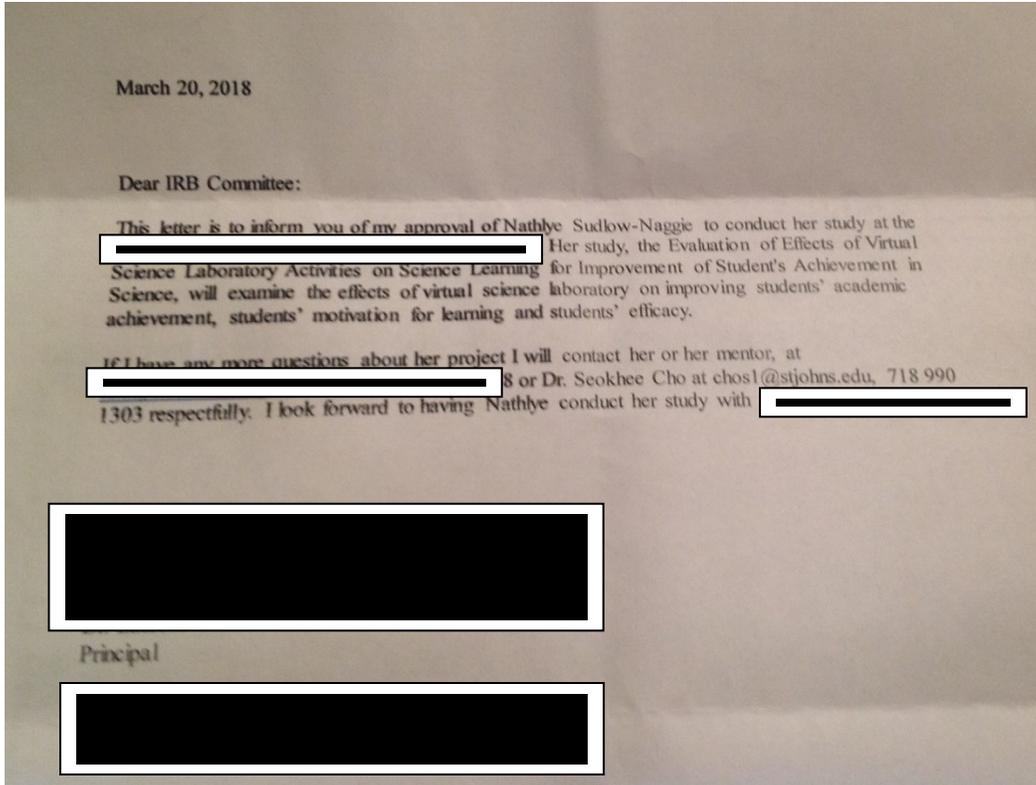 March 20, 2018
Dear IRB Committee:
This letter is to inform you of my approval of Nathlye Sudlow-Naggie to conduct her study at the
Her study, the Evaluation of Effects of Virtual
Science Laboratory Activities on Science Learning for Improvement of Student's Achievement in
Science, will examine the effects of virtual science laboratory on improving students' academic
achievement, students' motivation for learning and students' efficacy.
If I have any more questions about her project I will contact her or her mentor, at
8 or Dr. Seokhee Cho at chos1@stjohns.edu, 718 990
1303 respectfully. I look forward to having Nathlye conduct her study with
Principal